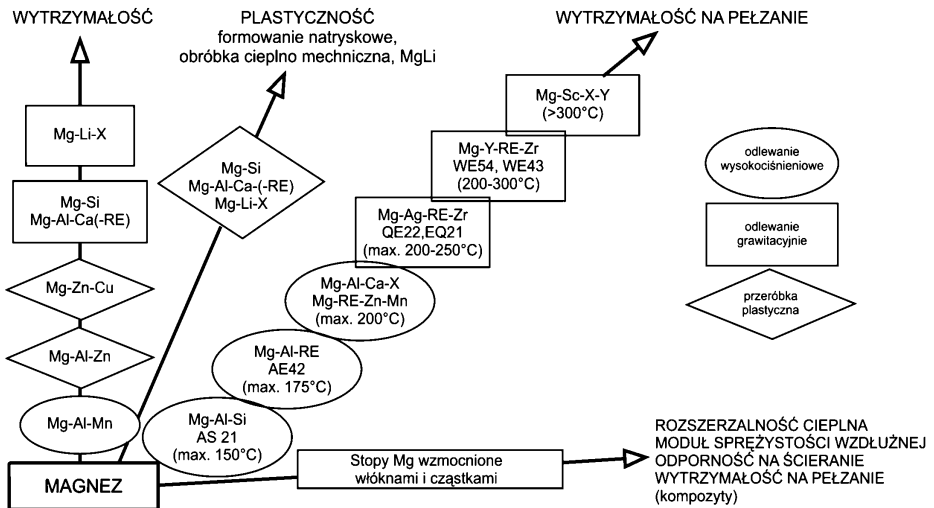 WYTRZYMAŁOŚĆ
PLASTYCZNOŚĆ
formowanie natryskowe,
obróbka cieplno mechniczna, MgLi
WYTRZYMAŁOŚĆ NA PEŁZANIE
Mg-Li-X
Mg-Si
Mg-Al-Ca(-RE)
Mg-Zn-Cu
Mg-Al-Zn
Mg-Al-Mn
MAGNEZ
Mg-Si
Mg-Al-Ca-(-RE)
Mg-Li-X
Mg-Sc-X-Y
(>300°C)
Mg-Y-RE-Zr
WE54, WE43
(200-300°C)
Mg-Ag-RE-Zr
QE22,EQ21
(max. 200-250°C)
Mg-Al-Ca-X
Mg-RE-Zn-Mn
(max. 200°C)
Mg-Al-RE
AE42
(max. 175°C)
Mg-Al-Si
AS 21
(max. 150°C)
odlewanie
wysokociśnieniowe
odlewanie
grawitacyjnie
przeróbka
plastyczna
Stopy Mg wzmocnione
włóknami i cząstkami
ROZSZERZALNOŚĆ CIEPLNA
MODUŁ SPRĘŻYSTOŚCI WZDŁUŻNEJ
ODPORNOŚĆ NA ŚCIERANIE
WYTRZYMAŁOŚĆ NA PEŁZANIE
(kompozyty)